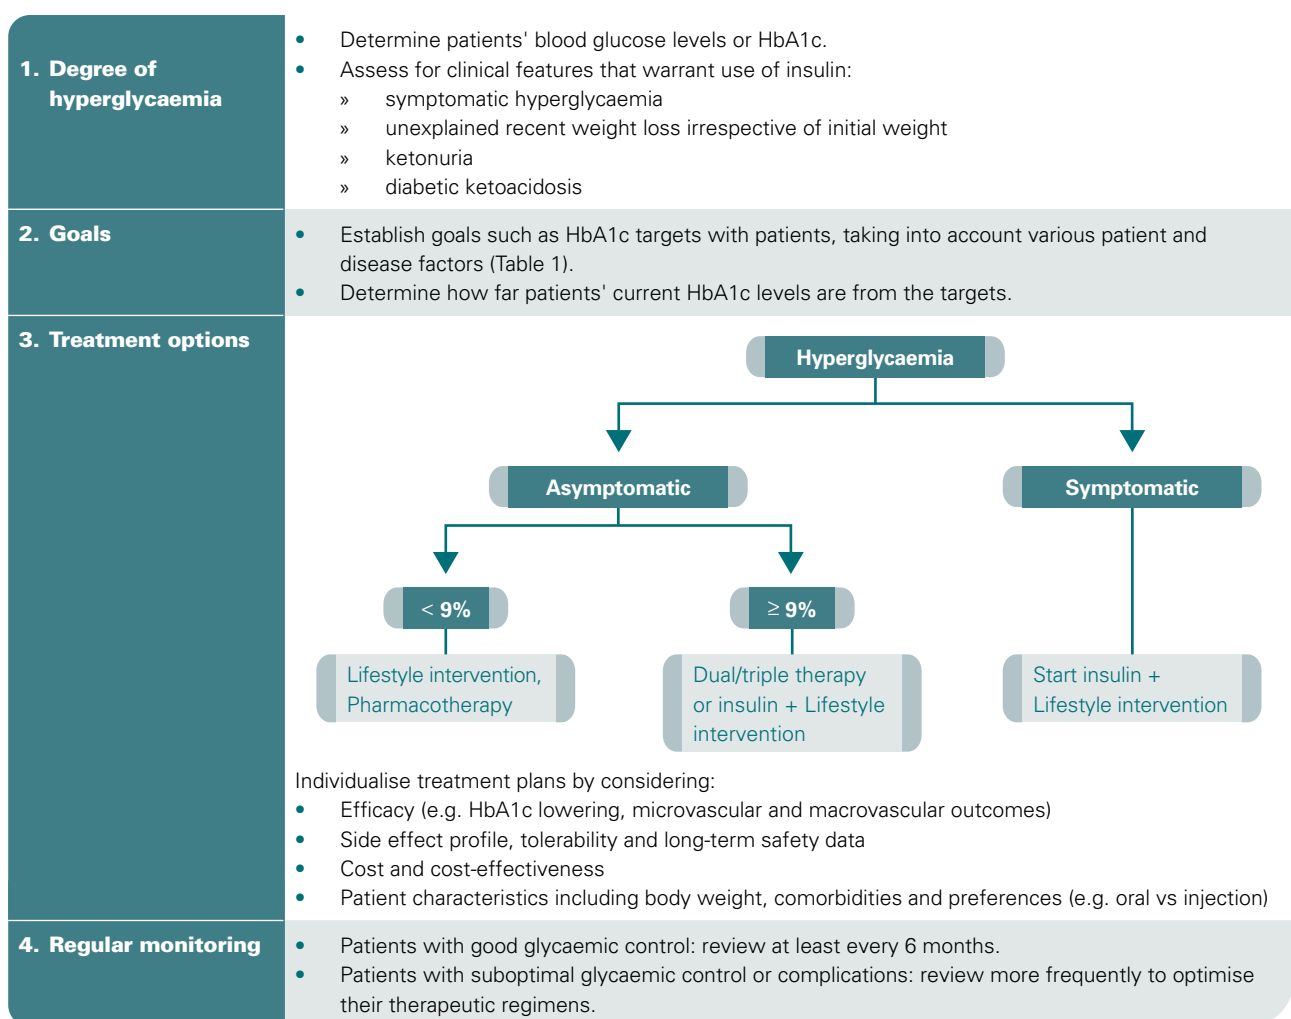 1. Degree of
hyperglycaemia
• Determine patients' blood glucose levels or HbA1c.
• Assess for clinical features that warrant use of insulin:
» symptomatic hyperglycaemia
» unexplained recent weight loss irrespective of initial weight
» ketonuria
» diabetic ketoacidosis
2. Goals
• Establish goals such as HbA1c targets with patients, taking into account various patient and
disease factors (Table 1).
• Determine how far patients' current HbA1c levels are from the targets.
3. Treatment options
Hyperglycaemia
Asymptomatic
Symptomatic
< 9%
≥ 9%
Lifestyle intervention,
Pharmacotherapy
Dual/triple therapy
or insulin + Lifestyle
intervention
Start insulin +
Lifestyle intervention
Individualise treatment plans by considering:
• Efficacy (e.g. HbA1c lowering, microvascular and macrovascular outcomes)
• Side effect profile, tolerability and long-term safety data
• Cost and cost-effectiveness
• Patient characteristics including body weight, comorbidities and preferences (e.g. oral vs injection)
4. Regular monitoring
• Patients with good glycaemic control: review at least every 6 months.
• Patients with suboptimal glycaemic control or complications: review more frequently to optimise
their therapeutic regimens.